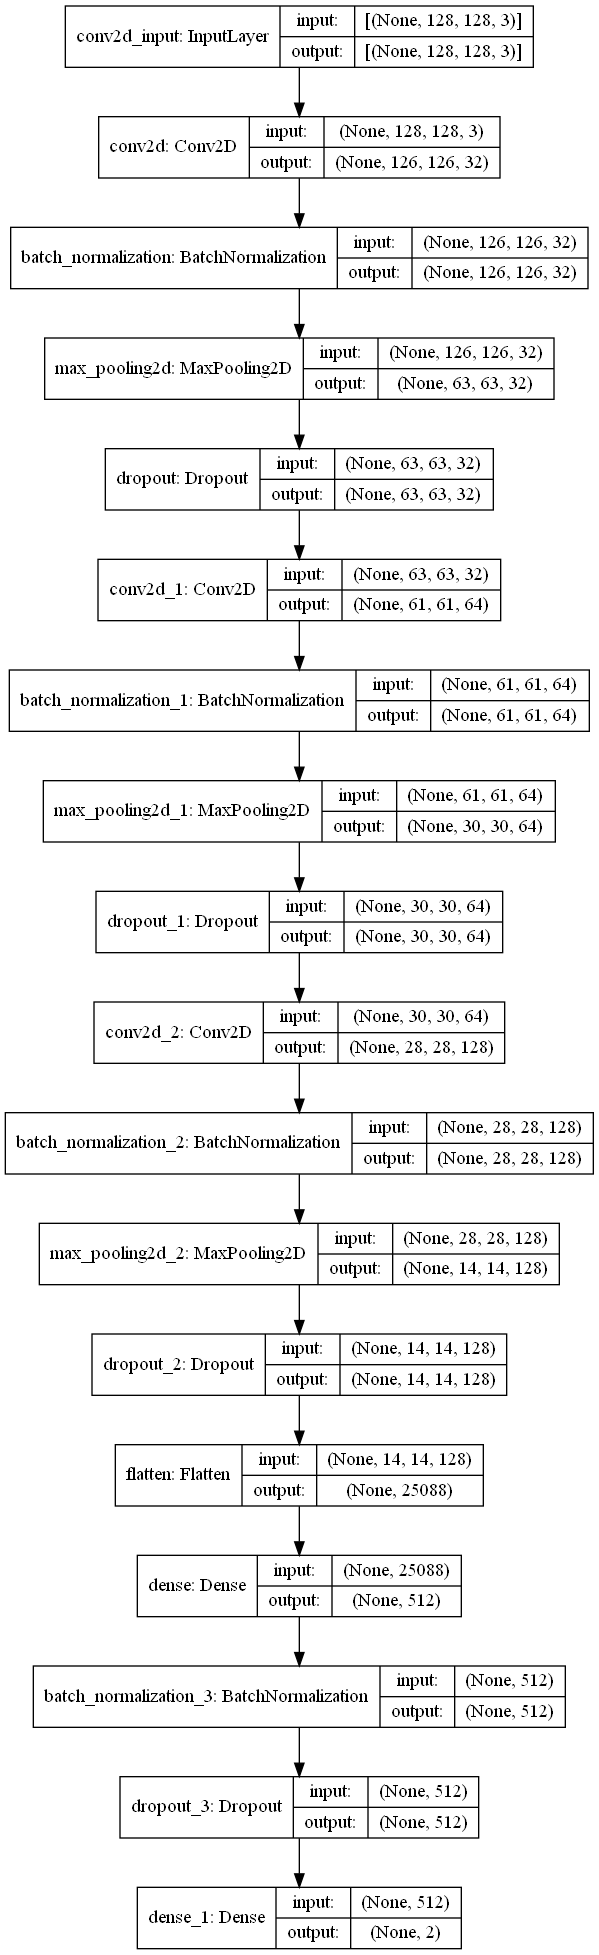 conv2d_input: InputLayer
input: [(None, 128, 128, 3)]
output: [(None, 128, 128, 3)]
conv2d: Conv2D
input: (None, 128, 128, 3)
output: (None, 126, 126, 32)
batch_normalization: BatchNormalization
input: (None, 126, 126, 32)
output: (None, 126, 126, 32)
max_pooling2d: MaxPooling2D
input: (None, 126, 126, 32)
output: (None, 63, 63, 32)
dropout: Dropout
input: (None, 63, 63, 32)
output: (None, 63, 63, 32)
conv2d_1: Conv2D
input: (None, 63, 63, 32)
output: (None, 61, 61, 64)
batch_normalization_1: BatchNormalization
input: (None, 61, 61, 64)
output: (None, 61, 61, 64)
max_pooling2d_1: MaxPooling2D
input: (None, 61, 61, 64)
output: (None, 30, 30, 64)
dropout_1: Dropout
input: (None, 30, 30, 64)
output: (None, 30, 30, 64)
conv2d_2: Conv2D
input: (None, 30, 30, 64)
output: (None, 28, 28, 128)
batch_normalization_2: BatchNormalization
input: (None, 28, 28, 128)
output: (None, 28, 28, 128)
max_pooling2d_2: MaxPooling2D
input: (None, 28, 28, 128)
output: (None, 14, 14, 128)
dropout_2: Dropout
input: (None, 14, 14, 128)
output: (None, 14, 14, 128)
flatten: Flatten
input: (None, 14, 14, 128)
output: (None, 25088)
dense: Dense
input: (None, 25088)
output: (None, 512)
batch_normalization_3: BatchNormalization
input: (None, 512)
output: (None, 512)
dropout_3: Dropout
input: (None, 512)
output: (None, 512)
dense_1: Dense
input: (None, 512)
output: (None, 2)